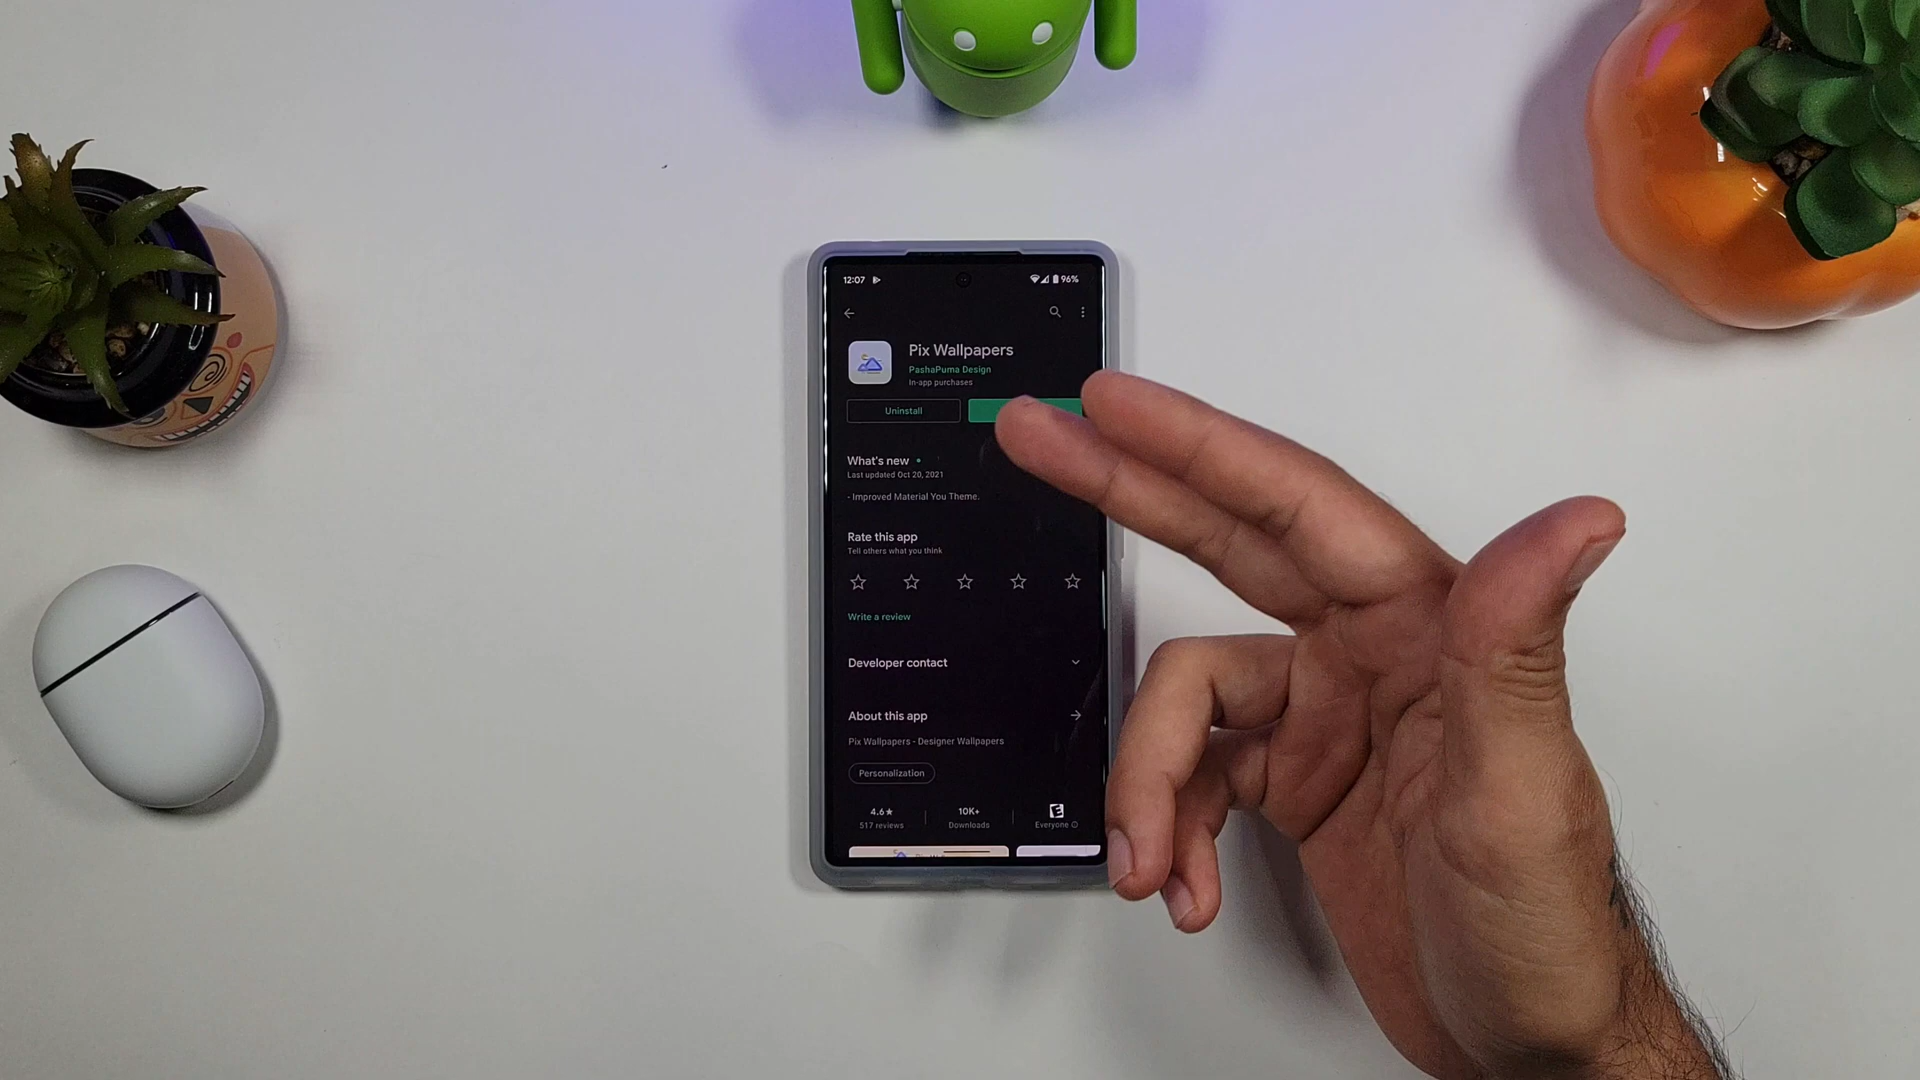 12:07
96%
Pix Wallpapers
PashaPuma Design
In-app purchases
Uninstall
What's new
Last updated Oct 20, 2021
- Improved Material You Theme.
Rate this app
Tell others what you think
Write a review
Developer contact
About this app
Pix Wallpapers - Designer Wallpapers
Personalization
4.6★
10K+
E
517 reviews
Downloads
Everyone